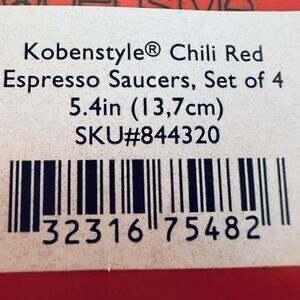 Kobenstyle® Chili Red
Espresso Saucers, Set of 4
5.4in (13,7cm)
SKU#844320
32316 75482